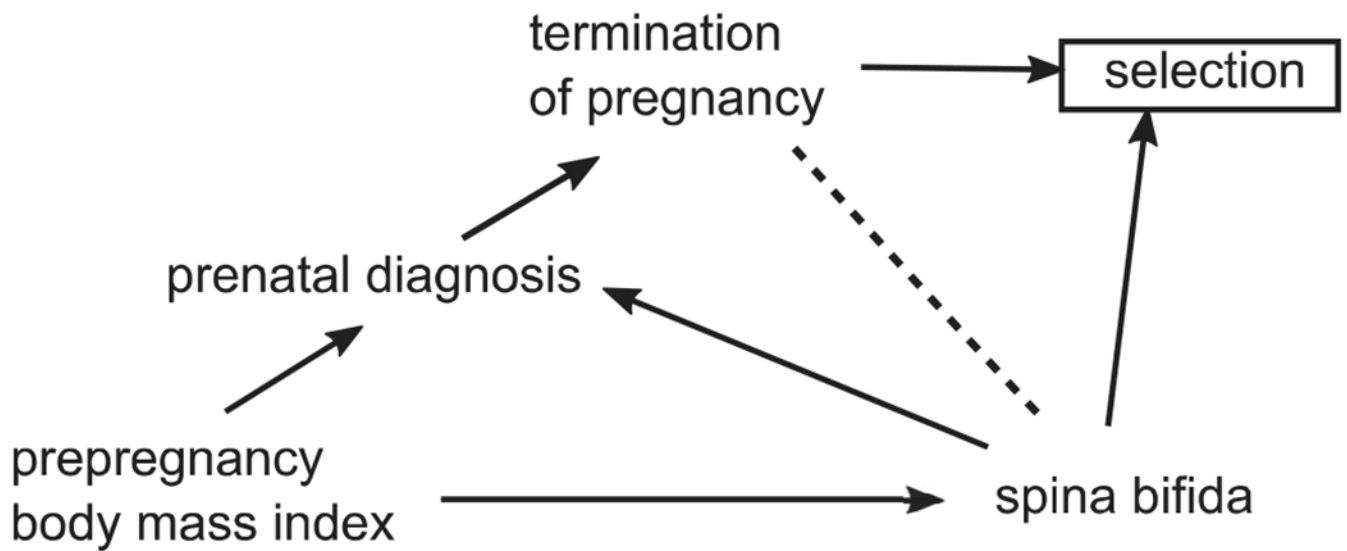 termination
of pregnancy
selection
prenatal diagnosis
prepregnancy
body mass index
spina bifida